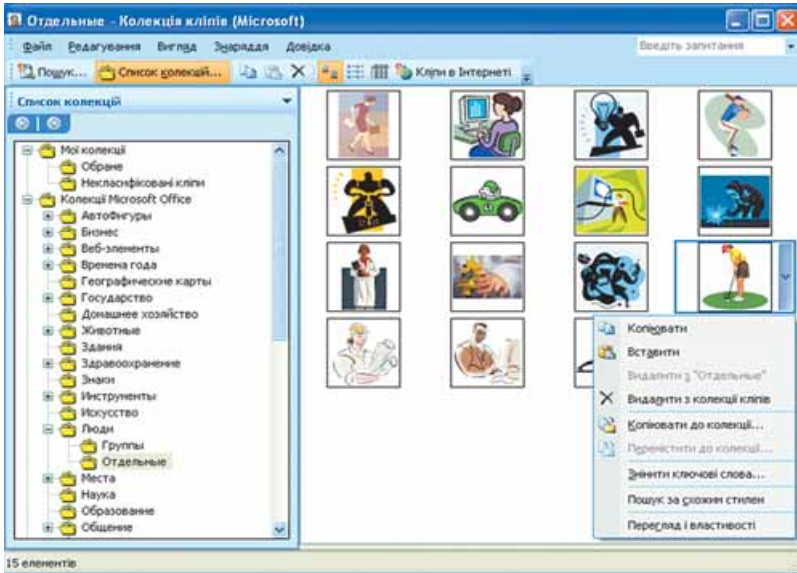 Отдельные - Колекція кліпів (Microsoft)
Файл Редагування Вигляд Знаряддя Довідка Введіть запитання
Пошук... Список колекцій... Кліпи в Інтернеті
Список колекцій
Мої колекції
Обране
Некласифіковані кліпи
Колекції Microsoft Office
АвтоФигуры
Бизнес
Веб-элементы
Времена года
Географические карты
Государство
Домашнее хозяйство
Животные
Здания
Здравоохранение
Знаки
Инструменты
Искусство
Люди
Группы
Отдельные
Места
Наука
Образование
Общение
Копіювати
Вставити
Видалити з "Отдельные"
Видалити з колекції кліпів
Копіювати до колекції...
Перемістити до колекції...
Змінити ключові слова...
Пошук за схожим стилем
Перегляд і властивості
15 елементів